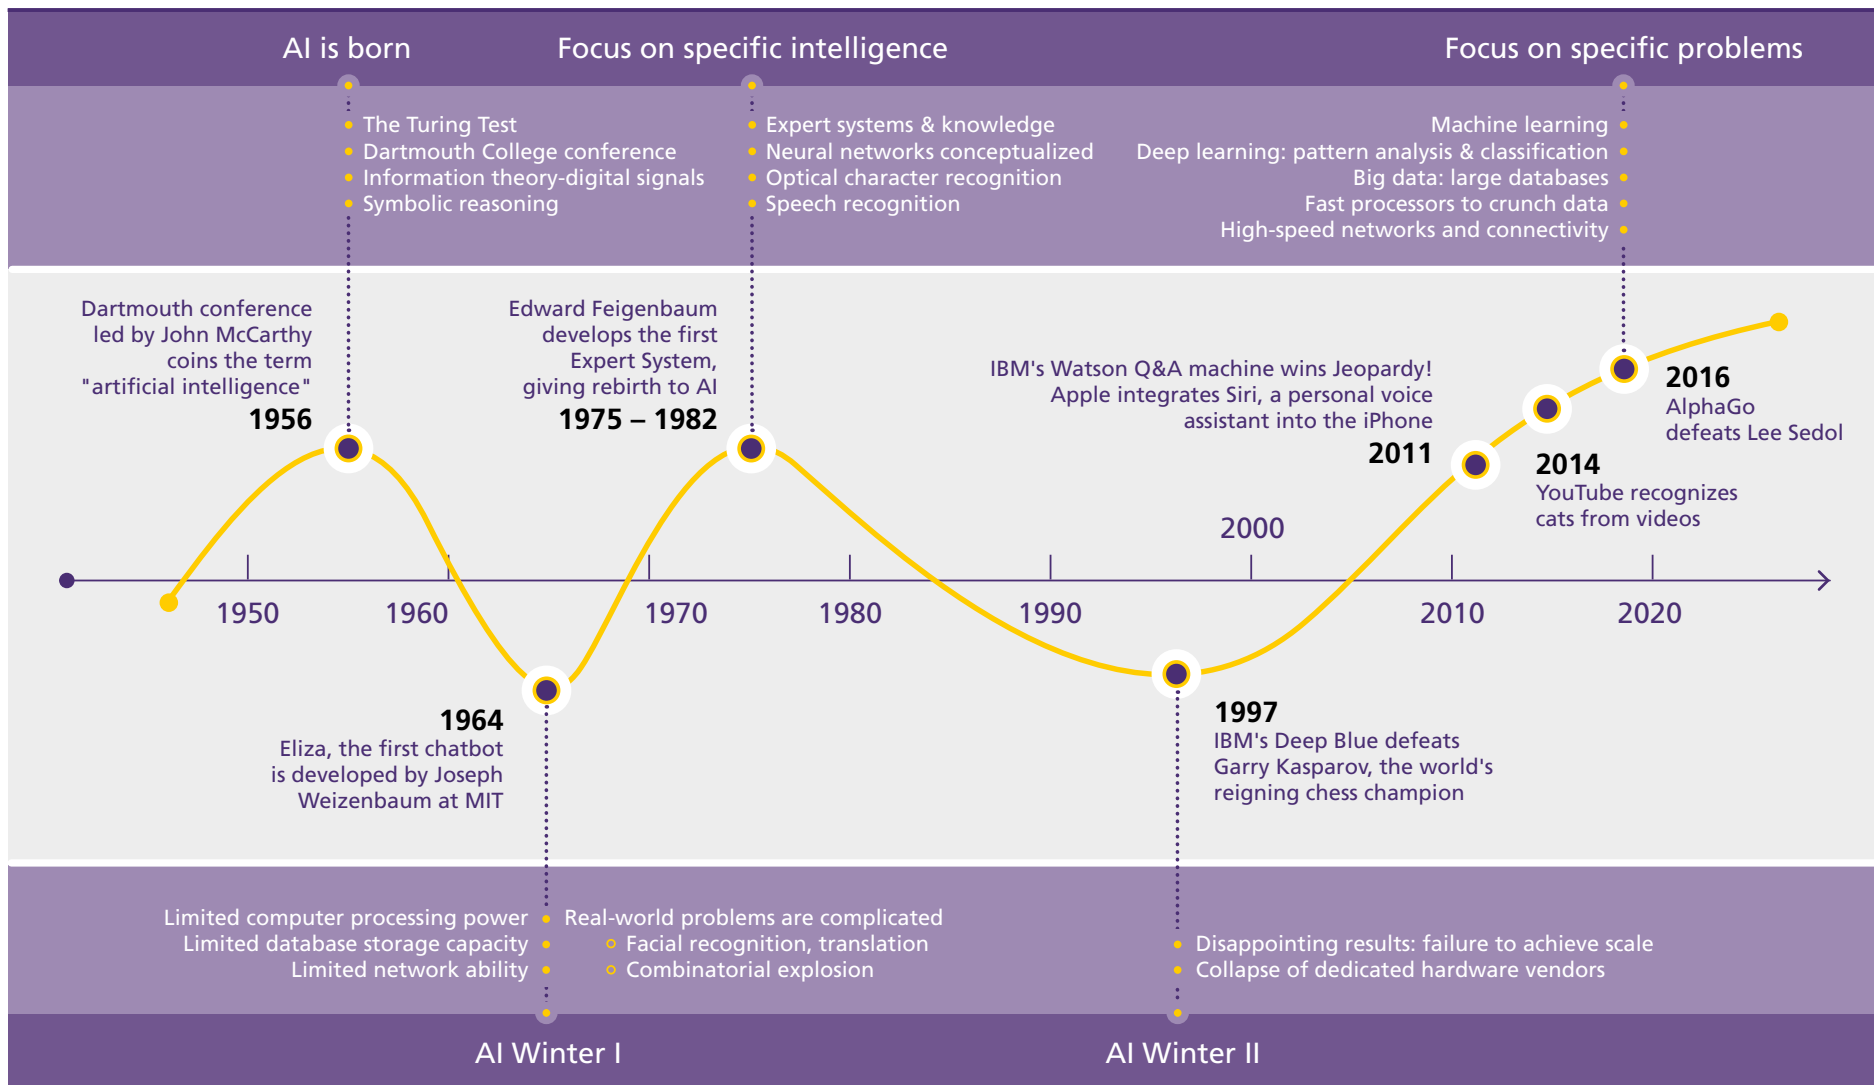 AI is born
Focus on specific intelligence
Focus on specific problems
The Turing Test
Dartmouth College conference
Information theory-digital signals
Symbolic reasoning
Expert systems & knowledge
Neural networks conceptualized
Optical character recognition
Speech recognition
Machine learning
Deep learning: pattern analysis & classification
Big data: large databases
Fast processors to crunch data
High-speed networks and connectivity
Dartmouth conference
led by John McCarthy
coins the term
"artificial intelligence"
1956
Edward Feigenbaum
develops the first
Expert System,
giving rebirth to AI
1975 – 1982
IBM's Watson Q&A machine wins Jeopardy!
Apple integrates Siri, a personal voice
assistant into the iPhone
2011
2016
AlphaGo
defeats Lee Sedol
2014
YouTube recognizes
cats from videos
2000
1950
1960
1970
1980
1990
2010
2020
1964
Eliza, the first chatbot
is developed by Joseph
Weizenbaum at MIT
1997
IBM's Deep Blue defeats
Garry Kasparov, the world's
reigning chess champion
Limited computer processing power
Limited database storage capacity
Limited network ability
Real-world problems are complicated
Facial recognition, translation
Combinatorial explosion
Disappointing results: failure to achieve scale
Collapse of dedicated hardware vendors
AI Winter I
AI Winter II